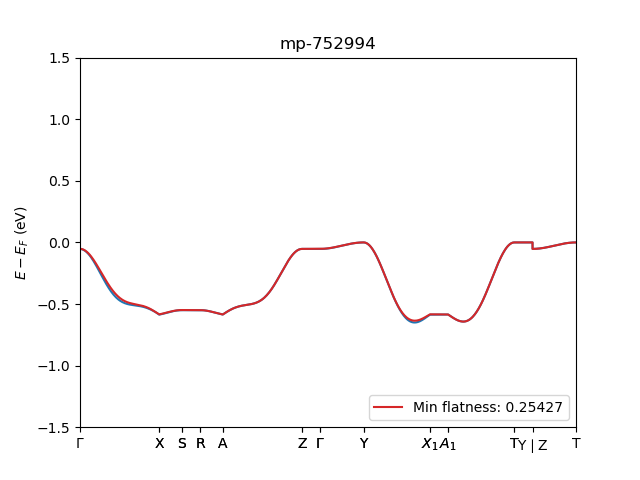 mp-752994
E − E_F (eV)
1.5
1.0
0.5
0.0
−0.5
−1.0
−1.5
Min flatness: 0.25427
Γ X S R A Z Γ Y X₁ A₁ T Y | Z T